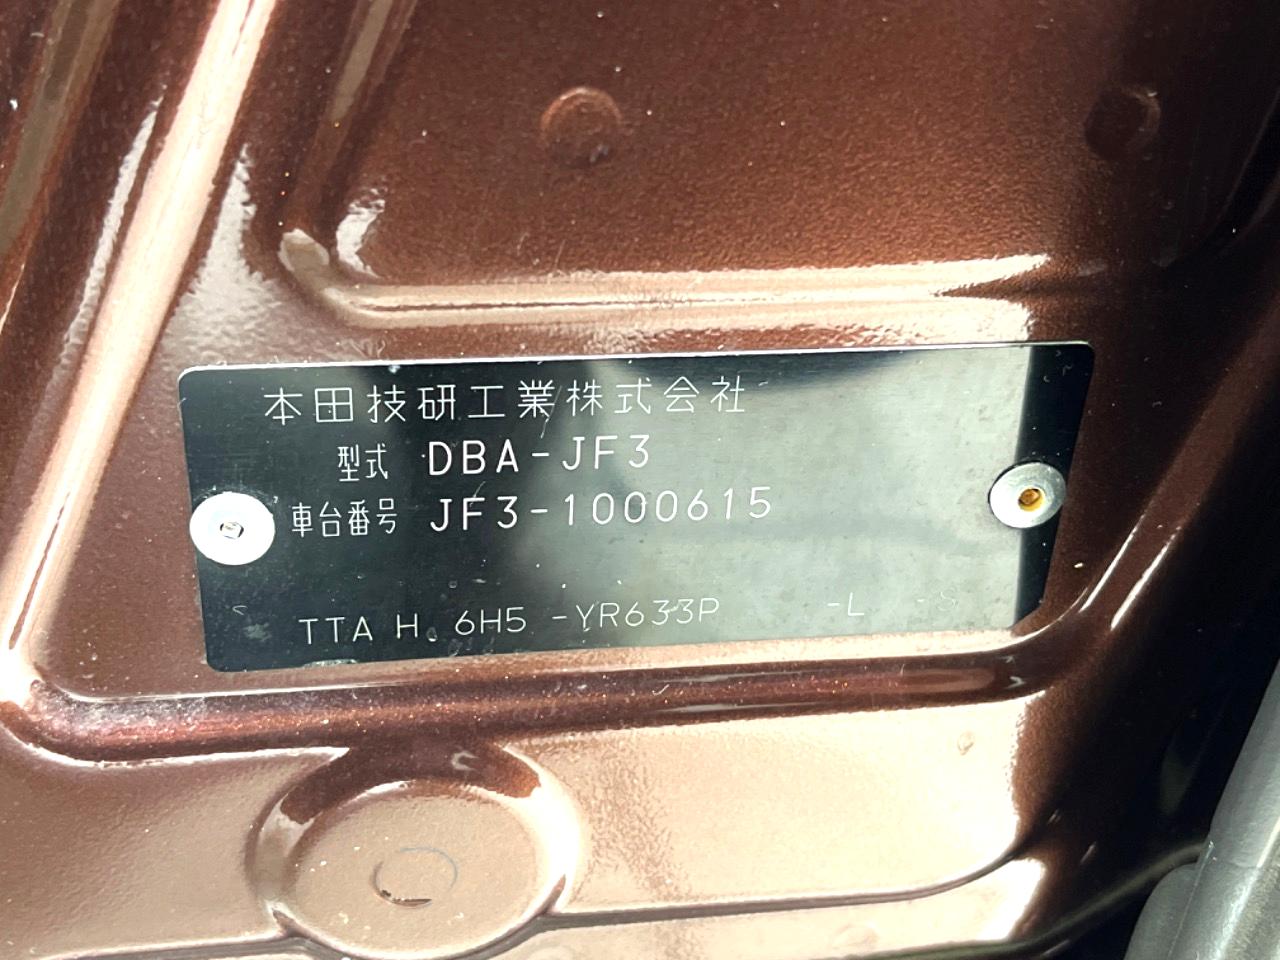 本田技研工業株式会社
型式 DBA-JF3
車台番号 JF3-1000615
TTA H. 6H5 -YR633P -L -S